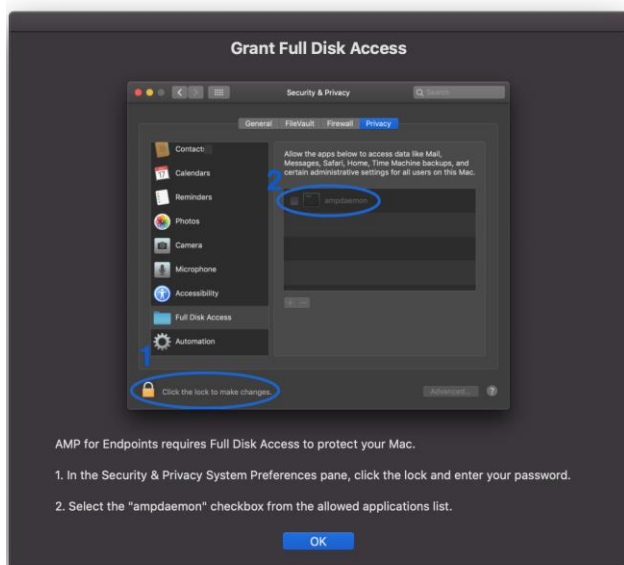 Grant Full Disk Access
Security & Privacy
Search
General FileVault Firewall Privacy
Contacts
Calendars
Reminders
Photos
Camera
Microphone
Accessibility
Full Disk Access
Automation
Allow the apps below to access data like Mail,
Messages, Safari, Home, Time Machine backups, and
certain administrative settings for all users on this Mac.
2
ampdaemon
+ −
1
Click the lock to make changes.
Advanced...
?
AMP for Endpoints requires Full Disk Access to protect your Mac.
1. In the Security & Privacy System Preferences pane, click the lock and enter your password.
2. Select the "ampdaemon" checkbox from the allowed applications list.
OK